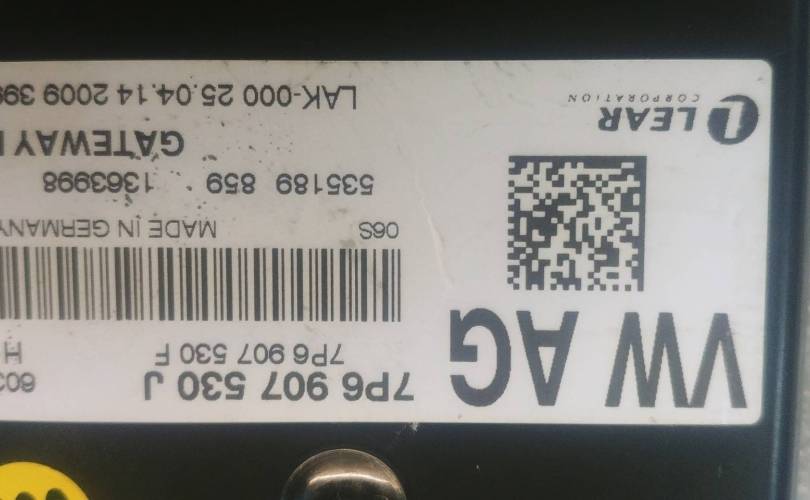 VW AG
7P6 907 530 J
7P6 907 530 F
H
06S MADE IN GERMANY
535189 859 1363998
GATEWAY
LAK-000 25.04.14 2009
LEAR
CORPORATION